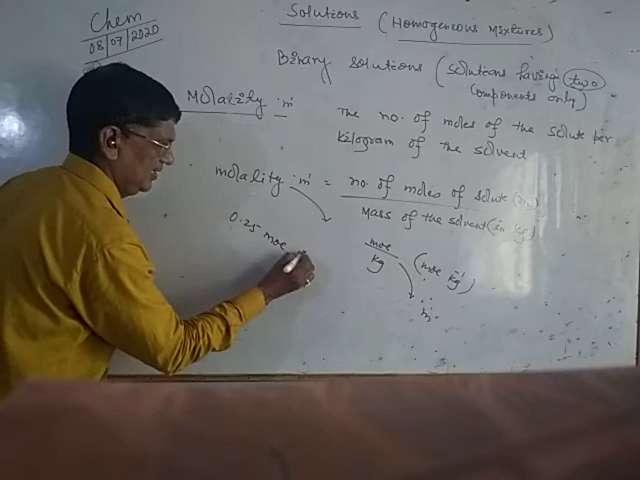 Chem
08/07/2020
Solutions (Homogeneous Mixtures)
Binary solutions (solutions having two
components only)
Molality 'm'
The no. of moles of the solute per
kilogram of the solvent
molality 'm' = no. of moles of solute
Mass of the solvent (in kg)
0.25 mol
mol
kg
(mol kg⁻¹)
'm'